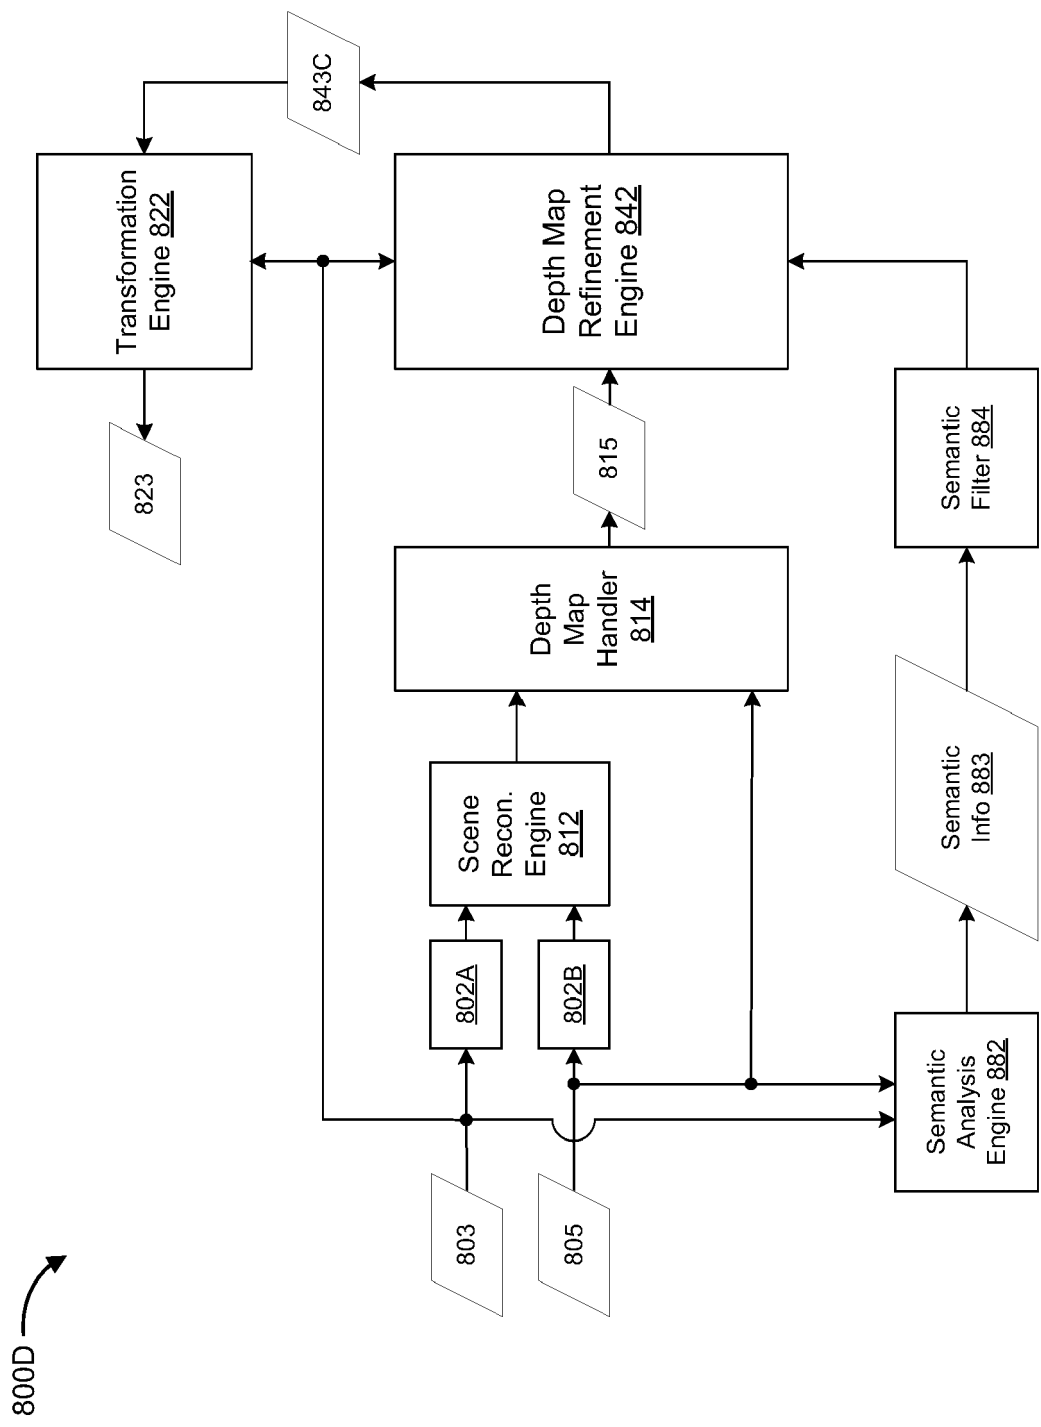 800D
803
805
802A
802B
Scene
Recon.
Engine
812
Depth
Map
Handler
814
815
Depth Map
Refinement
Engine 842
843C
Transformation
Engine 822
823
Semantic
Analysis
Engine 882
Semantic
Info 883
Semantic
Filter 884